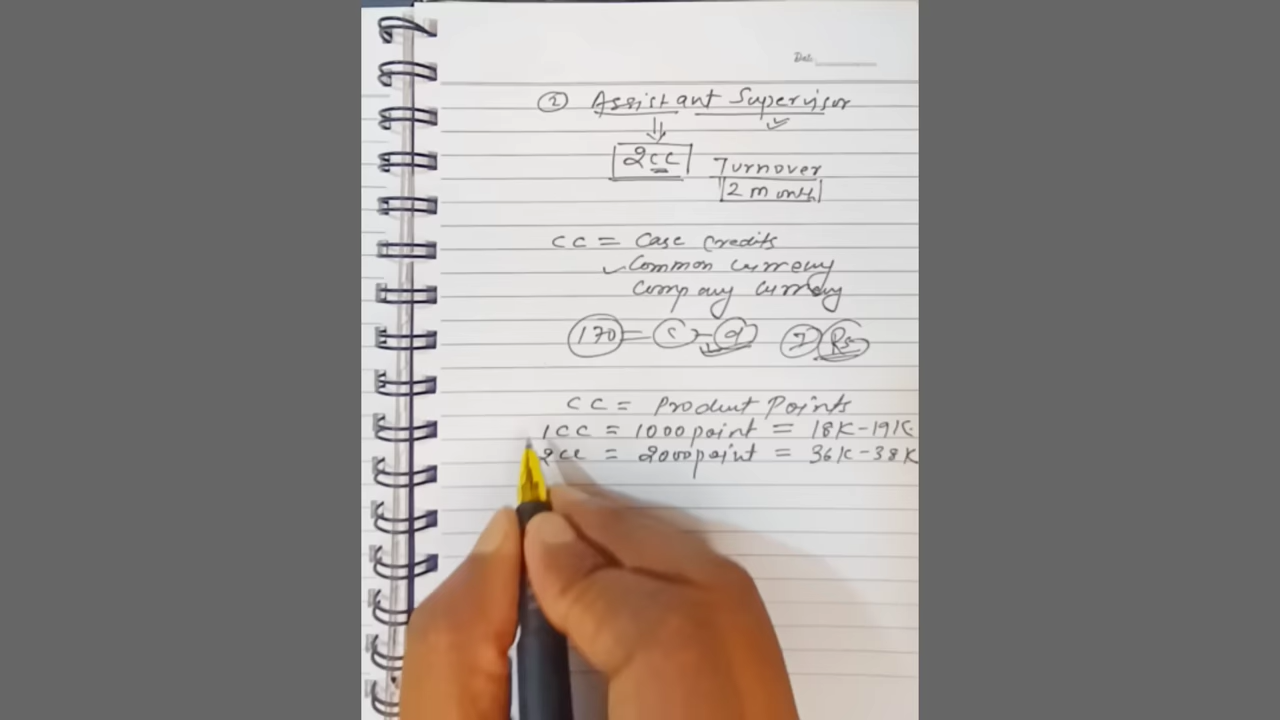 Date
② Assistant Supervisor
2CC Turnover
2 month
CC = Case Credits
Common Currency
Company Currency
170 = C - Rs
CC = Product Points
1CC = 1000 point = 18K-19K
2CC = 2000 point = 36K-38K